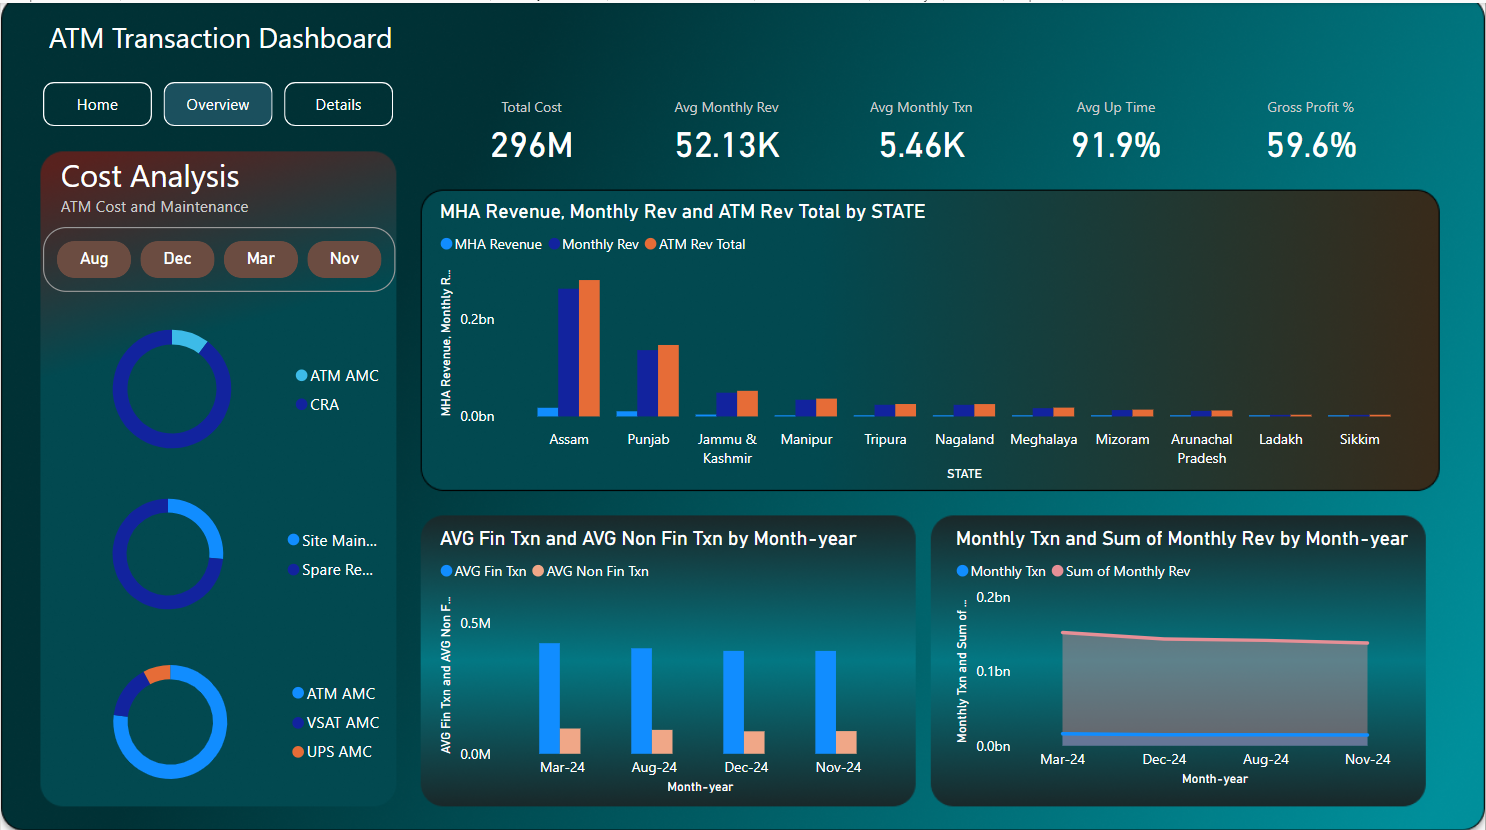 ATM Transaction Dashboard
Home
Overview
Details
Total Cost
296M
Avg Monthly Rev
52.13K
Avg Monthly Txn
5.46K
Avg Up Time
91.9%
Gross Profit %
59.6%
Cost Analysis
ATM Cost and Maintenance
Aug
Dec
Mar
Nov
ATM AMC
CRA
Site Main...
Spare Re...
ATM AMC
VSAT AMC
UPS AMC
MHA Revenue, Monthly Rev and ATM Rev Total by STATE
MHA Revenue
Monthly Rev
ATM Rev Total
MHA Revenue, Monthly R...
0.2bn
0.0bn
Assam
Punjab
Jammu &
Kashmir
Manipur
Tripura
Nagaland
Meghalaya
Mizoram
Arunachal
Pradesh
Ladakh
Sikkim
STATE
AVG Fin Txn and AVG Non Fin Txn by Month-year
AVG Fin Txn
AVG Non Fin Txn
AVG Fin Txn and AVG Non F...
0.5M
0.0M
Mar-24
Aug-24
Dec-24
Nov-24
Month-year
Monthly Txn and Sum of Monthly Rev by Month-year
Monthly Txn
Sum of Monthly Rev
Monthly Txn and Sum of ...
0.2bn
0.1bn
0.0bn
Mar-24
Dec-24
Aug-24
Nov-24
Month-year